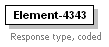 Element-4343
Response type, coded